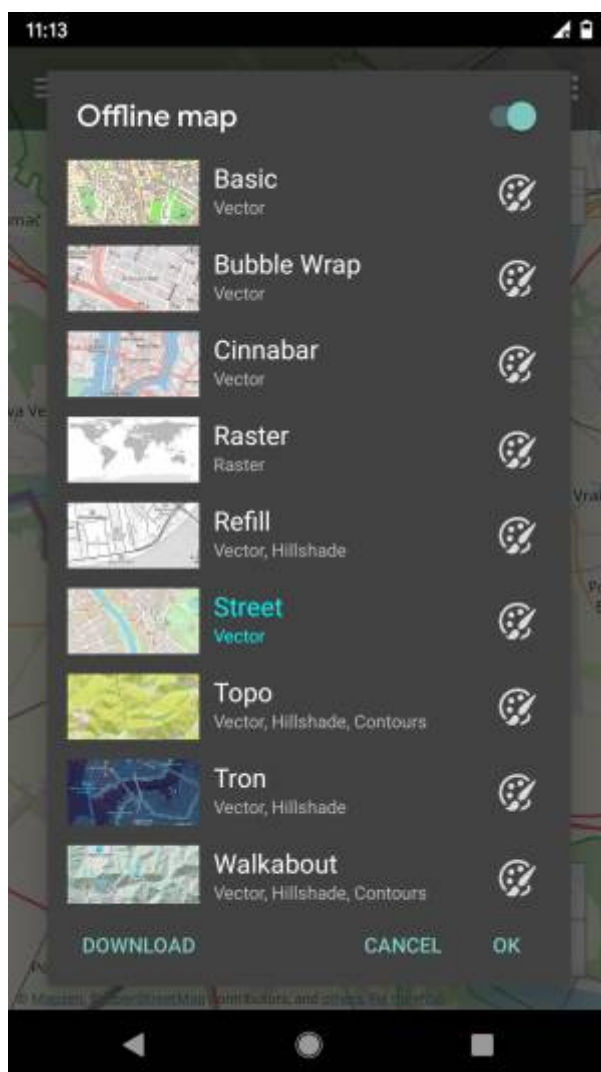 11:13
Offline map
Basic
Vector
Bubble Wrap
Vector
Cinnabar
Vector
Raster
Raster
Refill
Vector, Hillshade
Street
Vector
Topo
Vector, Hillshade, Contours
Tron
Vector, Hillshade
Walkabout
Vector, Hillshade, Contours
DOWNLOAD
CANCEL
OK